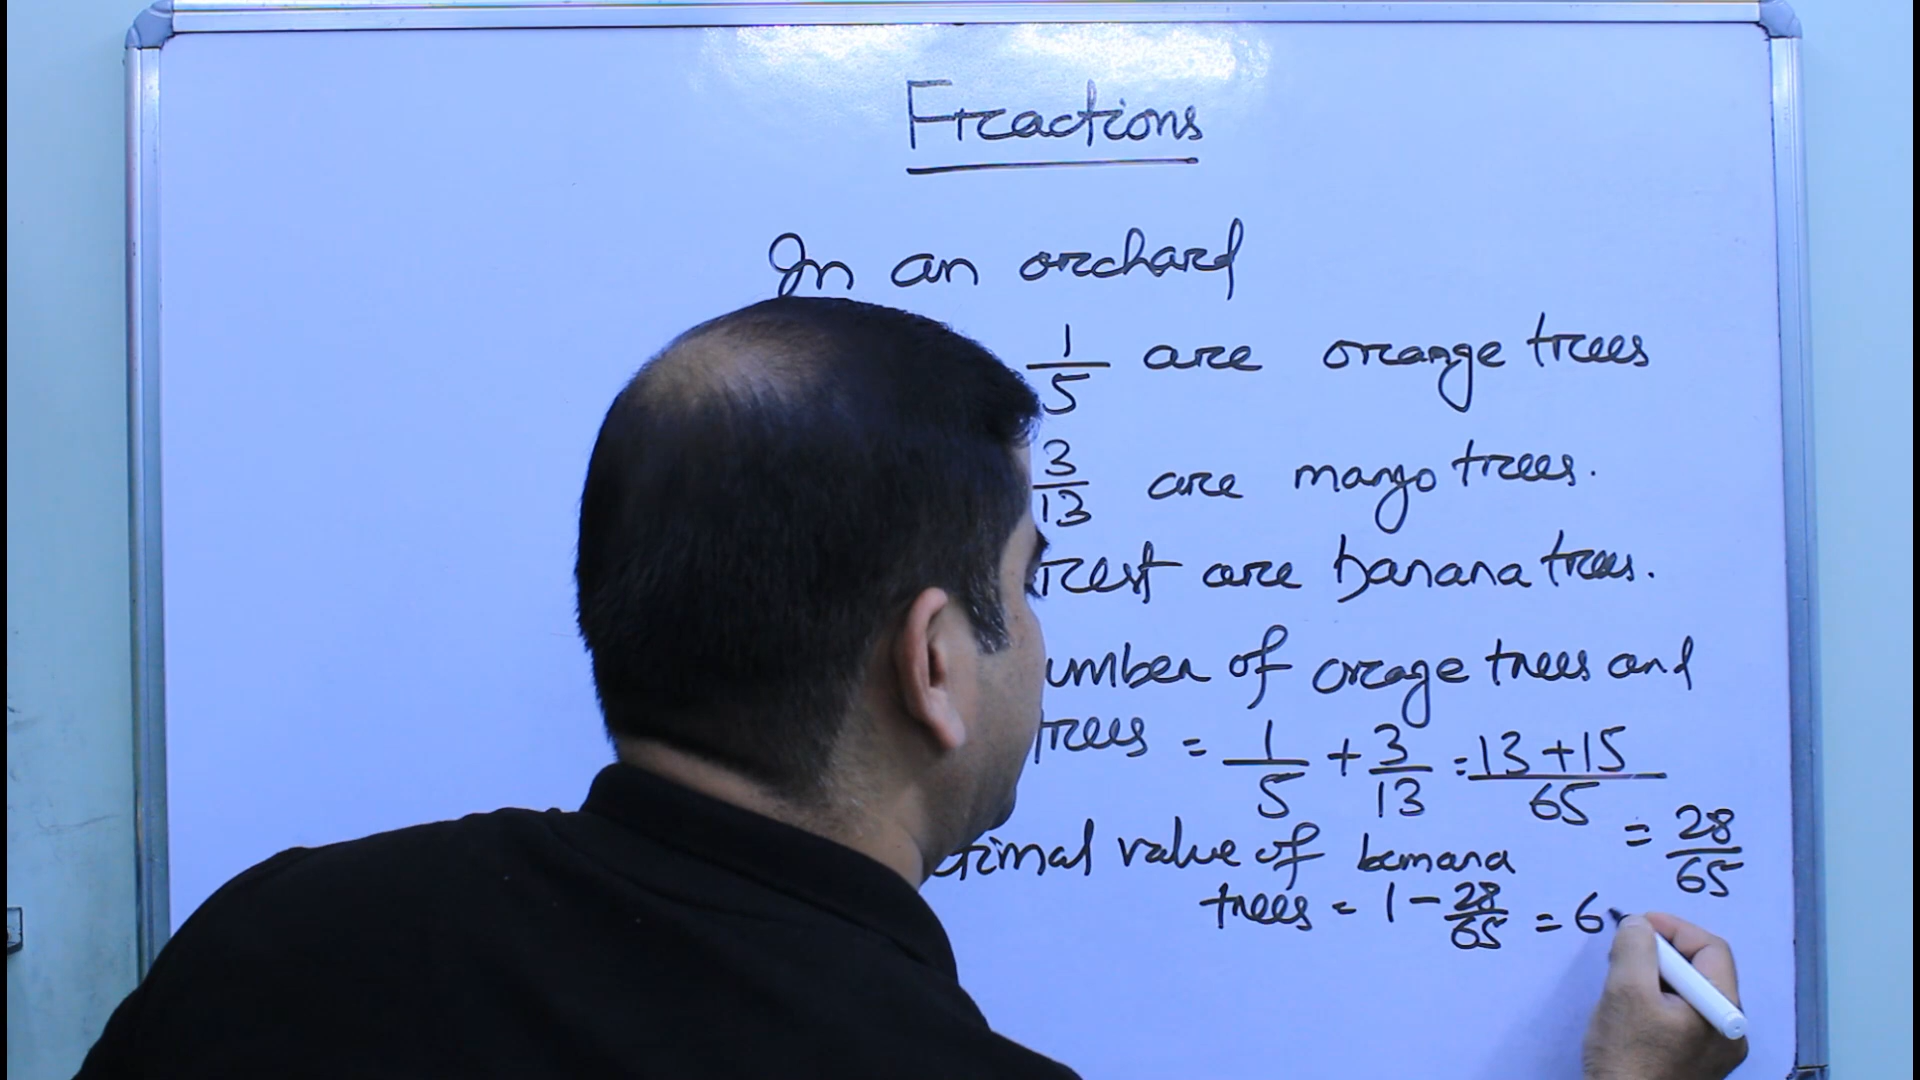 Fractions
In an orchard
1/5 are orange trees
3/13 are mango trees.
rest are banana trees.
umber of orage trees and
trees = 1/5 + 3/13 = 13+15/65
= 28/65
value of banana
trees = 1 - 28/65 = 6